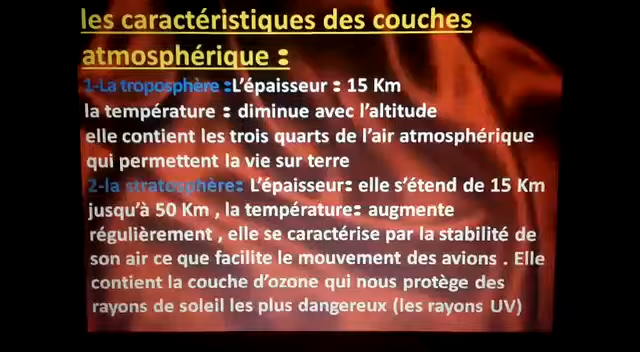 les caractéristiques des couches
atmosphérique :
1-La troposphère :L'épaisseur : 15 Km
la température : diminue avec l'altitude
elle contient les trois quarts de l'air atmosphérique
qui permettent la vie sur terre
2-la stratosphère: L'épaisseur: elle s'étend de 15 Km
jusqu'à 50 Km , la température: augmente
régulièrement , elle se caractérise par la stabilité de
son air ce que facilite le mouvement des avions . Elle
contient la couche d'ozone qui nous protège des
rayons de soleil les plus dangereux (les rayons UV)